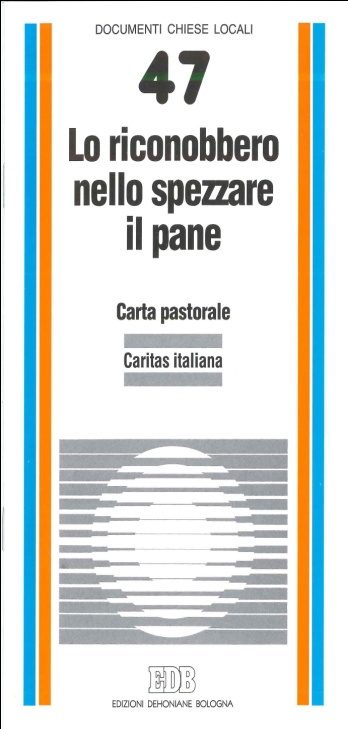 DOCUMENTI CHIESE LOCALI
47
Lo riconobbero
nello spezzare
il pane
Carta pastorale
Caritas italiana
EDB
EDIZIONI DEHONIANE BOLOGNA